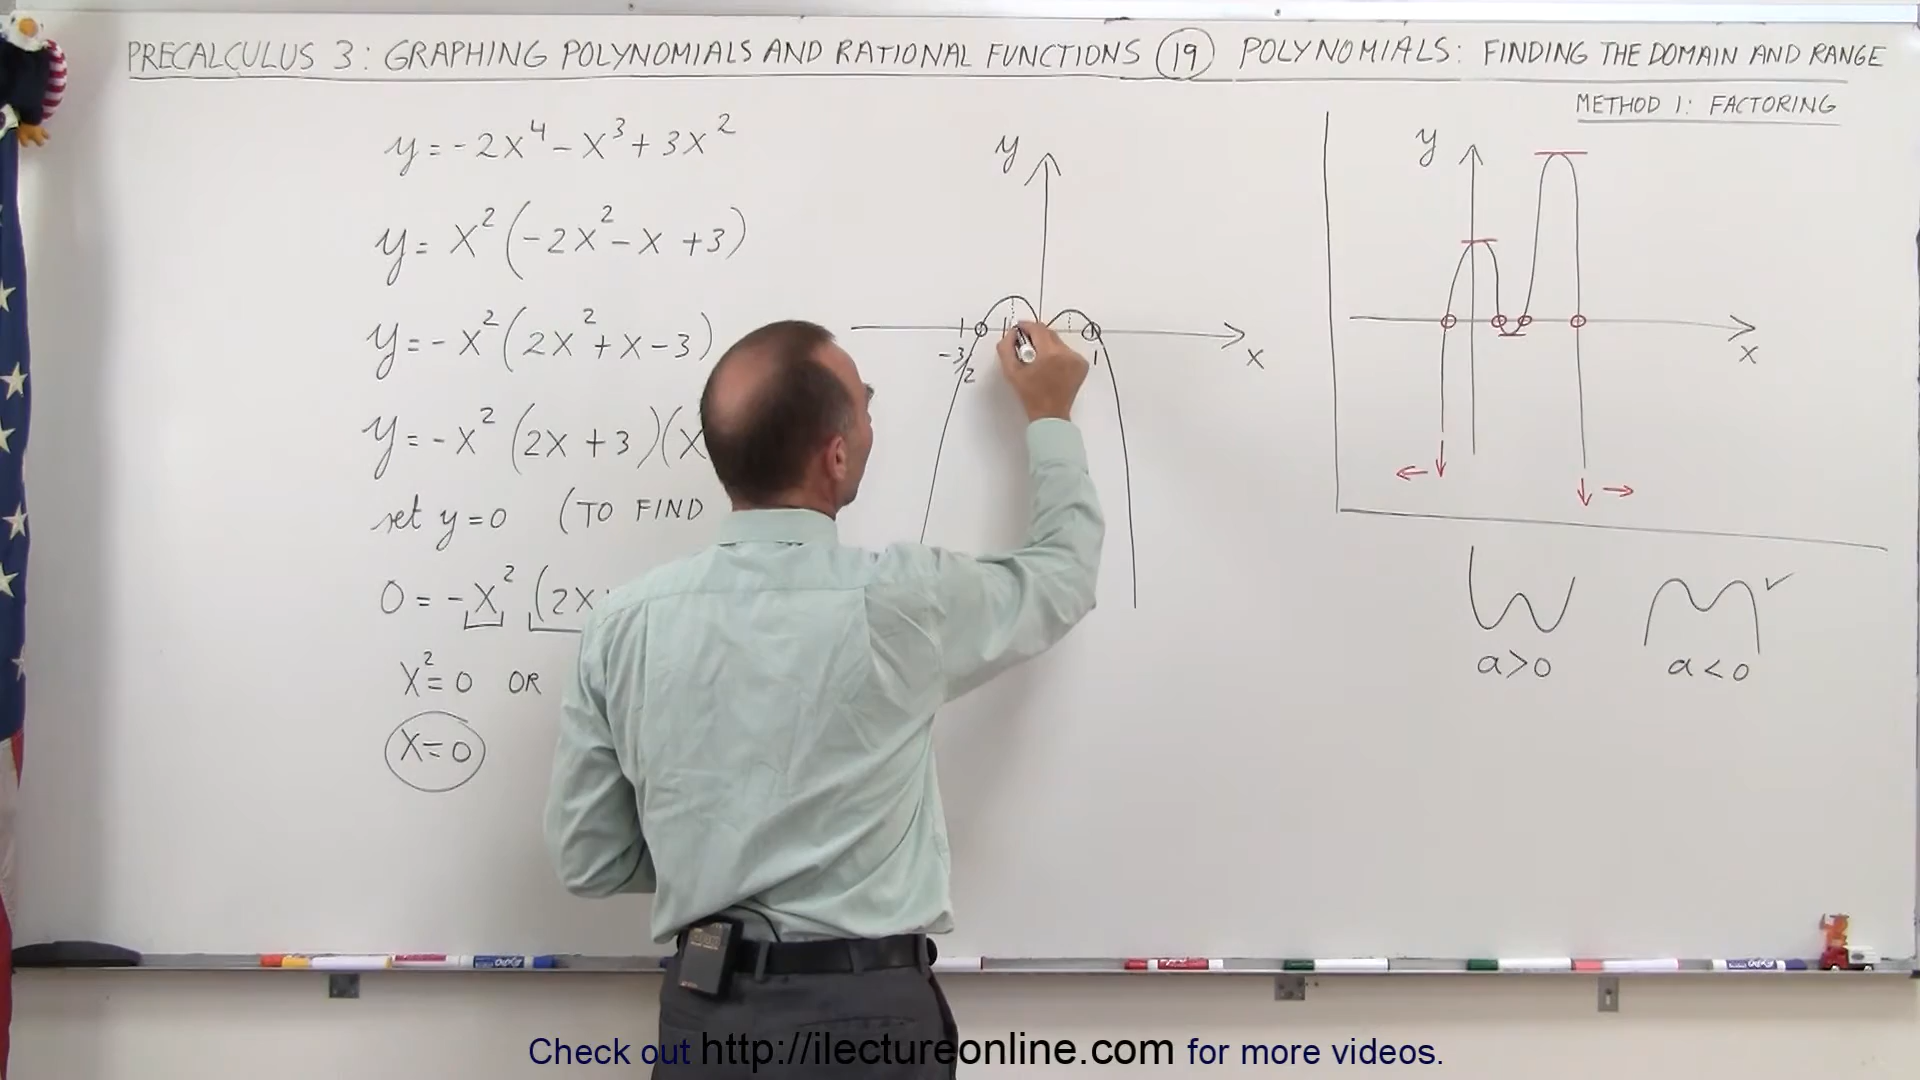 PRECALCULUS 3: GRAPHING POLYNOMIALS AND RATIONAL FUNCTIONS (19) POLYNOMIALS: FINDING THE DOMAIN AND RANGE
METHOD 1: FACTORING
y = -2x⁴ - x³ + 3x²
y = x²(-2x² - x + 3)
y = -x²(2x² + x - 3)
y = -x²(2x + 3)(x
set y = 0 (TO FIND
0 = -x² (2x
x² = 0 OR
x = 0
y
x
-3/2
1
y
x
a > 0
a < 0
Check out http://ilectureonline.com for more videos.